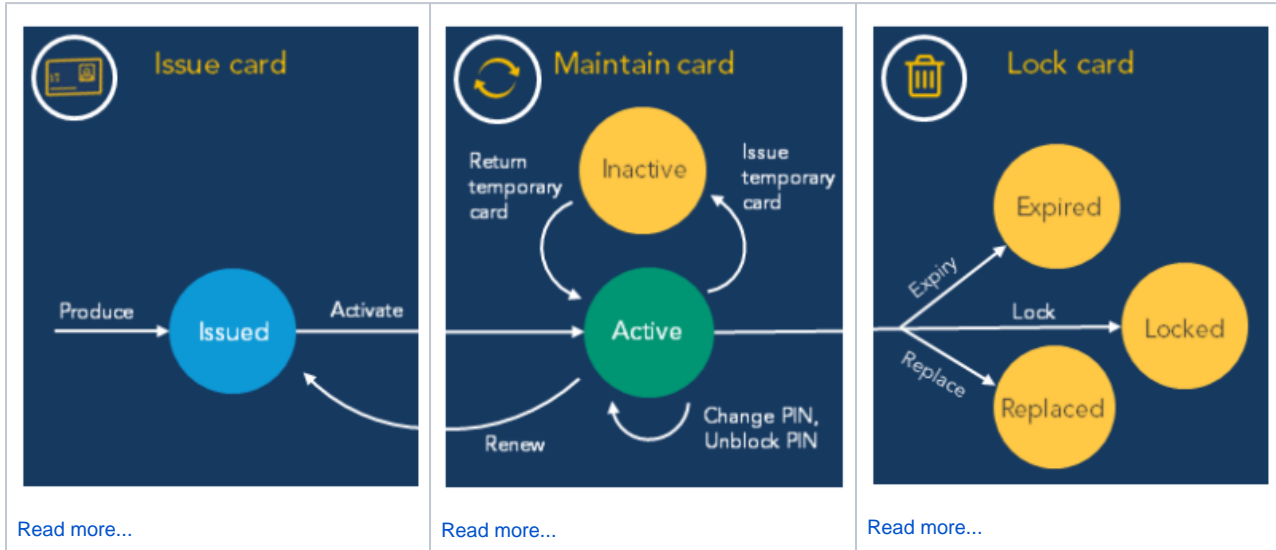 Issue card
Produce
Issued
Activate
Read more...
Maintain card
Return
temporary
card
Inactive
Issue
temporary
card
Active
Renew
Change PIN,
Unblock PIN
Read more...
Lock card
Expired
Expiry
Lock
Locked
Replace
Replaced
Read more...